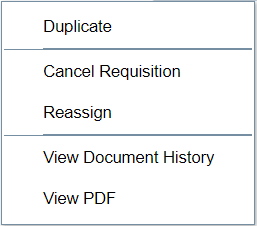 Duplicate
Cancel Requisition
Reassign
View Document History
View PDF